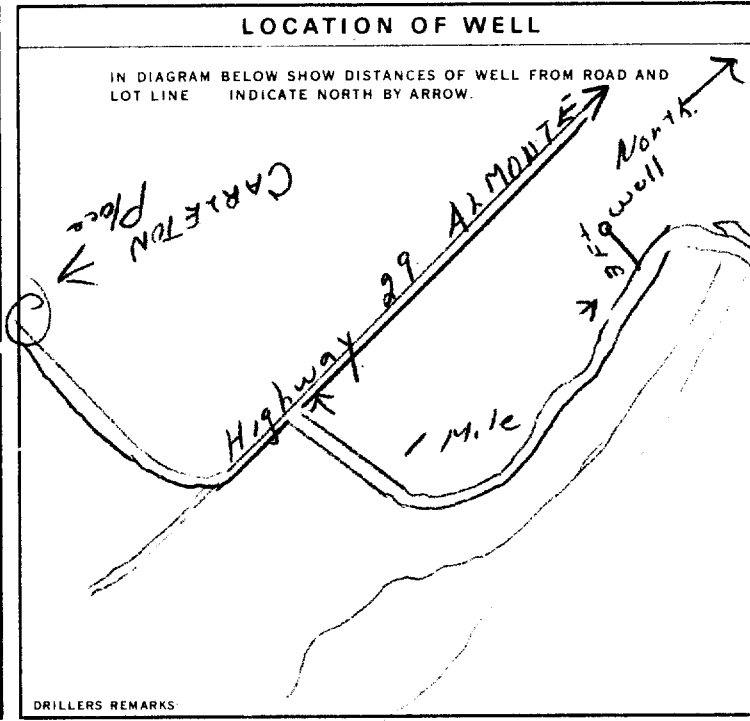 LOCATION OF WELL
IN DIAGRAM BELOW SHOW DISTANCES OF WELL FROM ROAD AND
LOT LINE INDICATE NORTH BY ARROW.
North
CARLETON
Place
Highway 29 ALMONTE
well
1 Mile
DRILLERS REMARKS